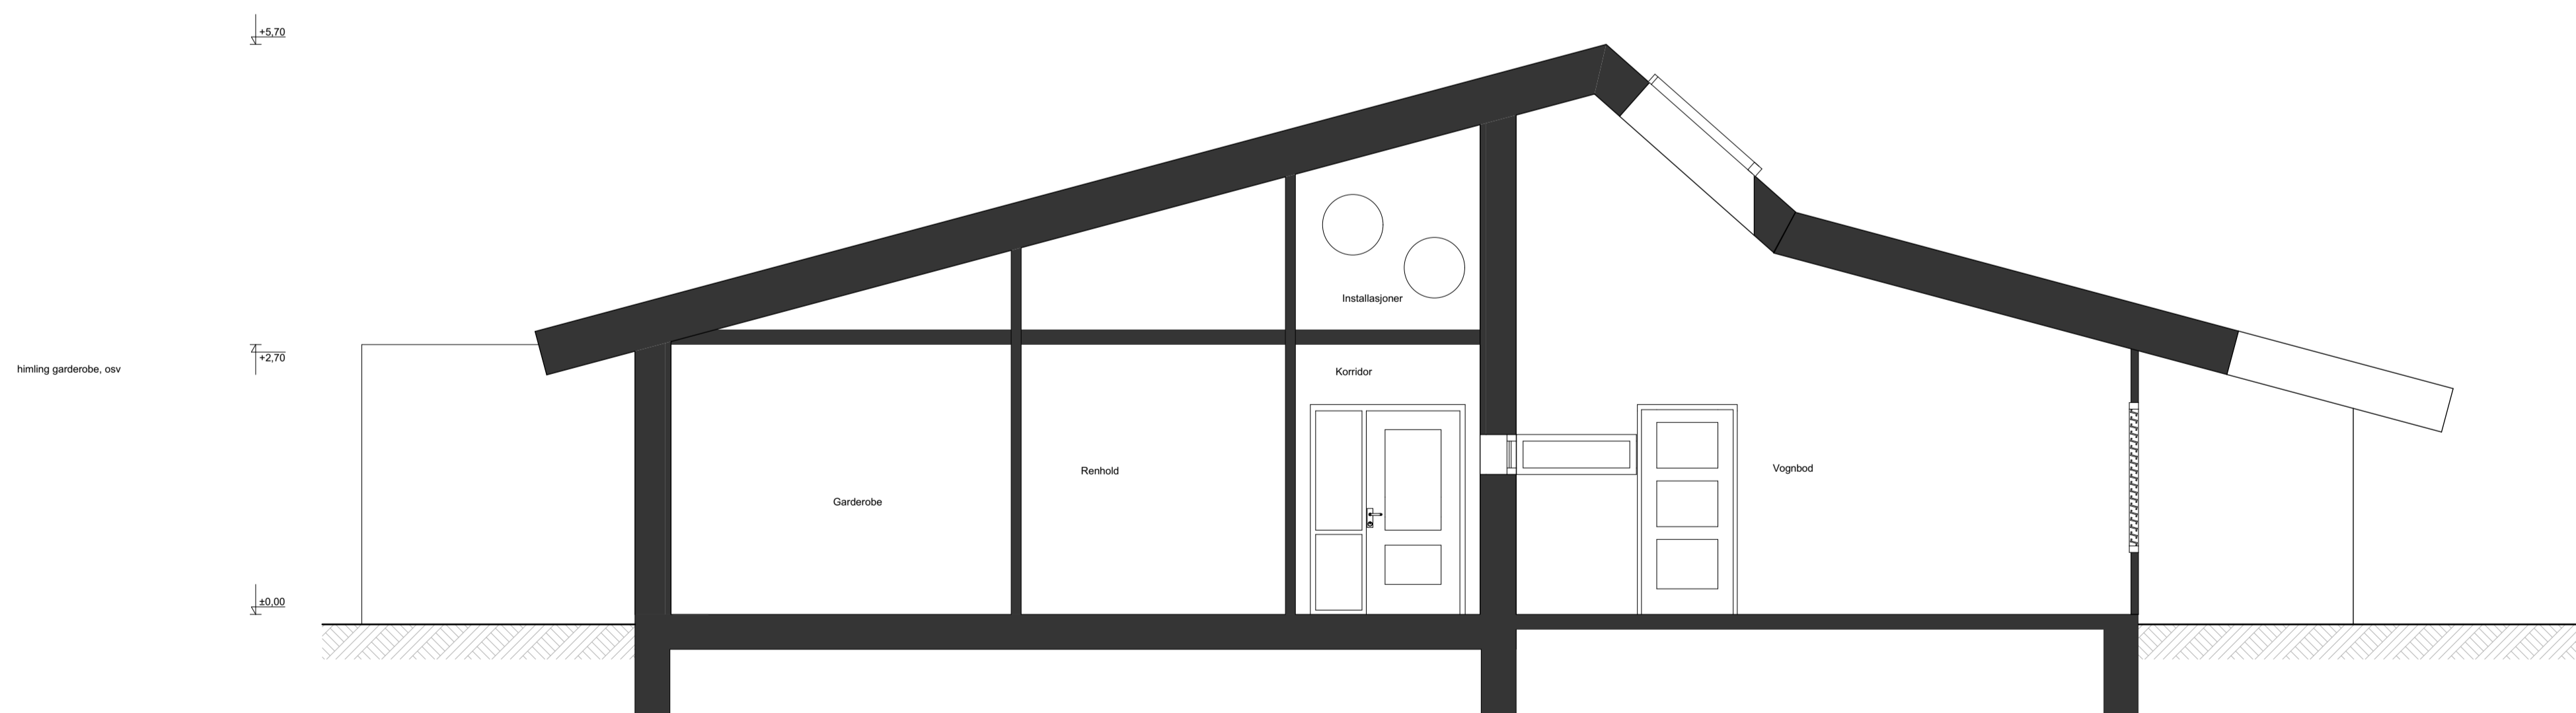 +5,70
Installasjoner
+2,70
himling garderobe, osv
Korridor
Vognbod
Renhold
Garderobe
±0,00